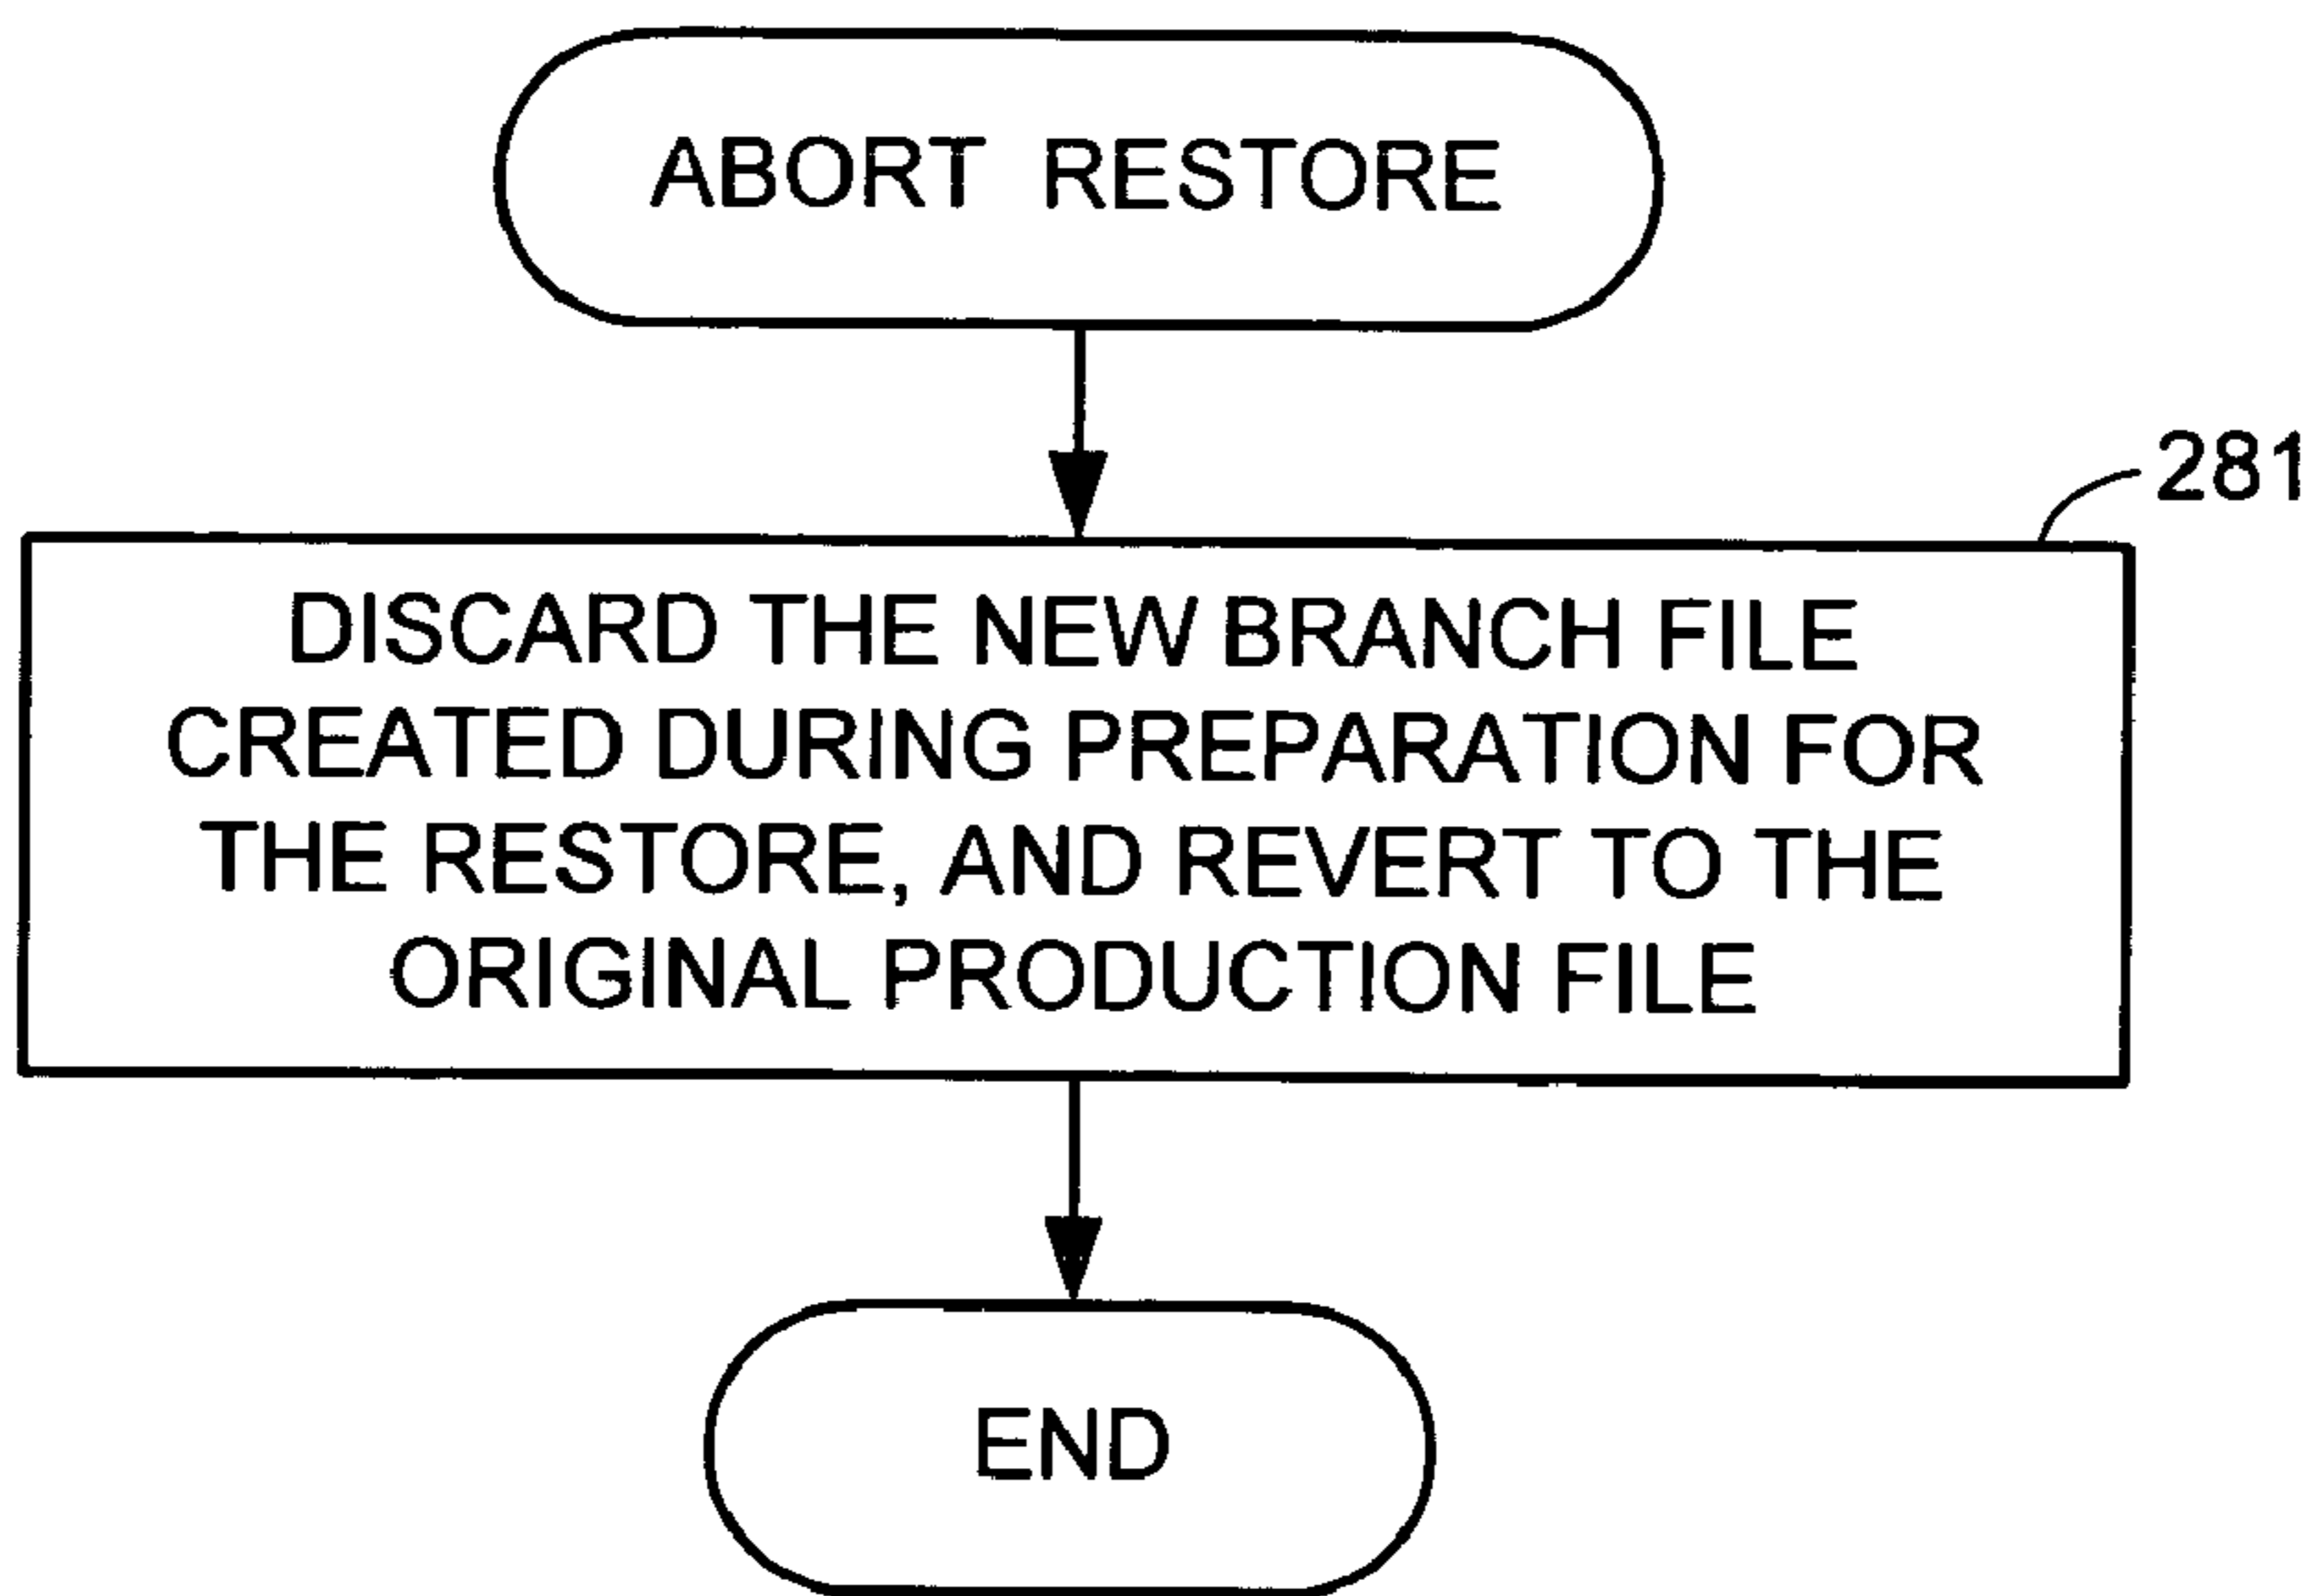 ABORT RESTORE
281
DISCARD THE NEW BRANCH FILE
CREATED DURING PREPARATION FOR
THE RESTORE, AND REVERT TO THE
ORIGINAL PRODUCTION FILE
END